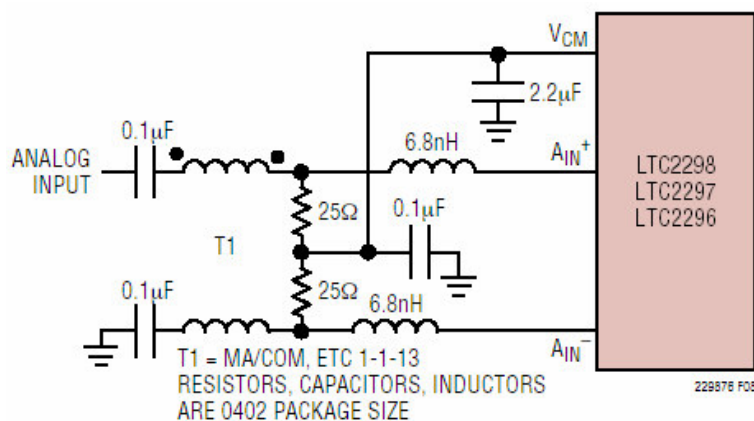 VCM
2.2µF
0.1µF
6.8nH
ANALOG
INPUT
AIN+
LTC2298
LTC2297
LTC2296
25Ω
0.1µF
T1
0.1µF
25Ω
6.8nH
AIN−
T1 = MA/COM, ETC 1-1-13
RESISTORS, CAPACITORS, INDUCTORS
ARE 0402 PACKAGE SIZE
229876 F08